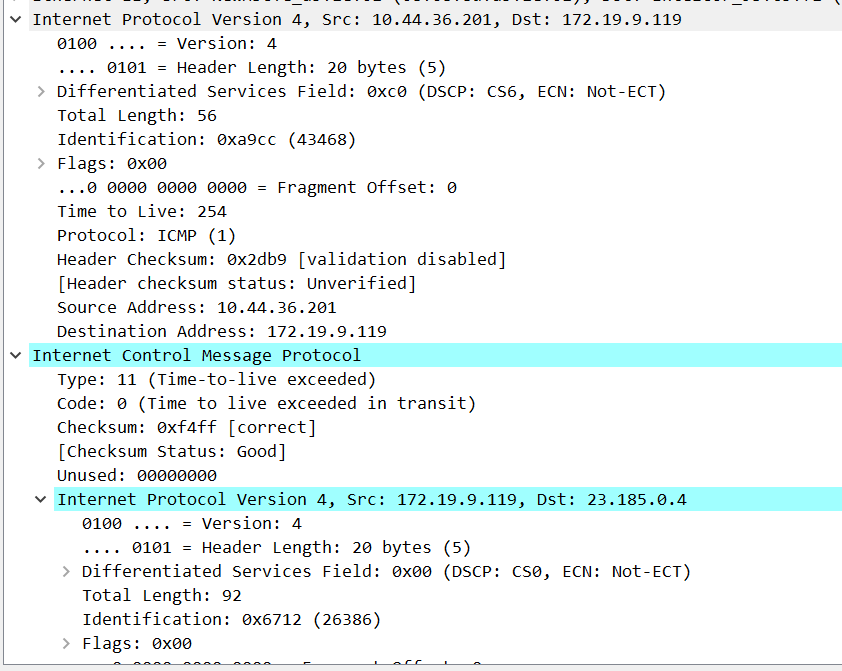 Internet Protocol Version 4, Src: 10.44.36.201, Dst: 172.19.9.119
0100 .... = Version: 4
.... 0101 = Header Length: 20 bytes (5)
Differentiated Services Field: 0xc0 (DSCP: CS6, ECN: Not-ECT)
Total Length: 56
Identification: 0xa9cc (43468)
Flags: 0x00
...0 0000 0000 0000 = Fragment Offset: 0
Time to Live: 254
Protocol: ICMP (1)
Header Checksum: 0x2db9 [validation disabled]
[Header checksum status: Unverified]
Source Address: 10.44.36.201
Destination Address: 172.19.9.119
Internet Control Message Protocol
Type: 11 (Time-to-live exceeded)
Code: 0 (Time to live exceeded in transit)
Checksum: 0xf4ff [correct]
[Checksum Status: Good]
Unused: 00000000
Internet Protocol Version 4, Src: 172.19.9.119, Dst: 23.185.0.4
0100 .... = Version: 4
.... 0101 = Header Length: 20 bytes (5)
Differentiated Services Field: 0x00 (DSCP: CS0, ECN: Not-ECT)
Total Length: 92
Identification: 0x6712 (26386)
Flags: 0x00